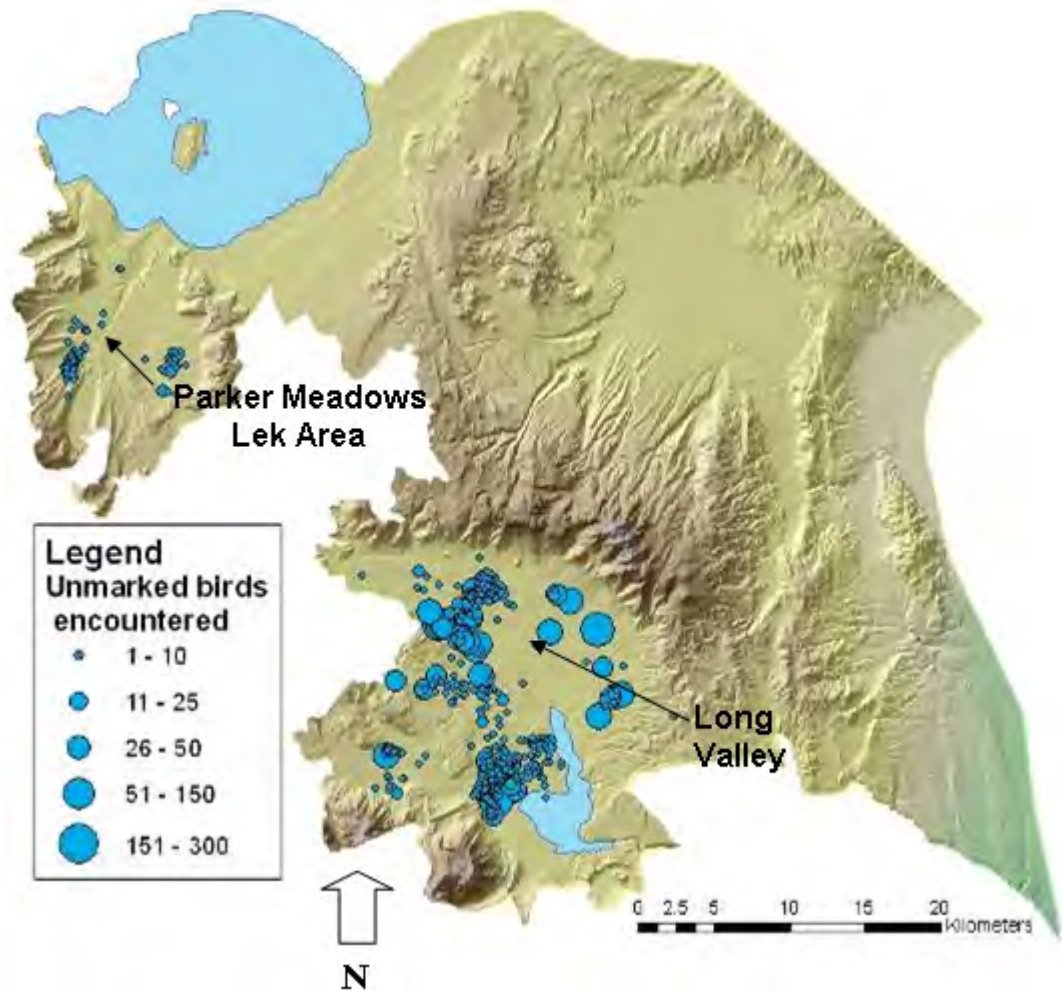 Parker Meadows
Lek Area
Legend
Unmarked birds
encountered
1 - 10
11 - 25
26 - 50
51 - 150
151 - 300
Long
Valley
N
0 2.5 5 10 15 20
Kilometers